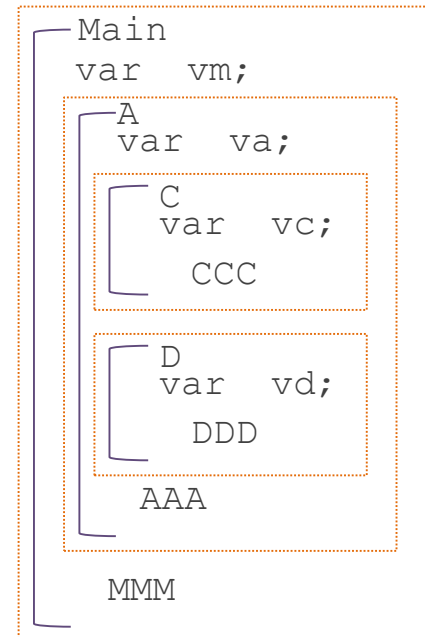 Main
var vm;
A
var va;
C
var vc;
CCC
D
var vd;
DDD
AAA
MMM